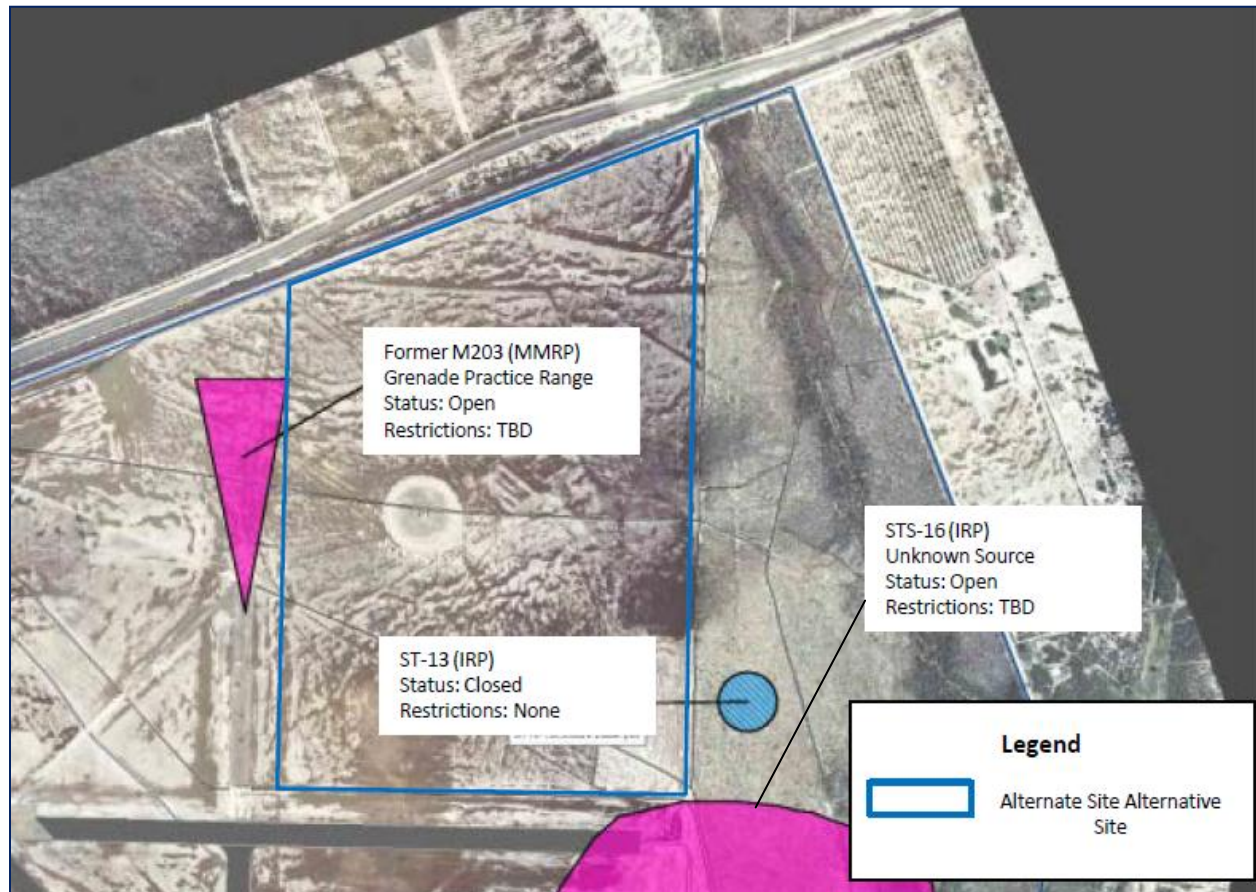 Former M203 (MMRP)
Grenade Practice Range
Status: Open
Restrictions: TBD
STS-16 (IRP)
Unknown Source
Status: Open
Restrictions: TBD
ST-13 (IRP)
Status: Closed
Restrictions: None
Legend
Alternate Site Alternative
Site